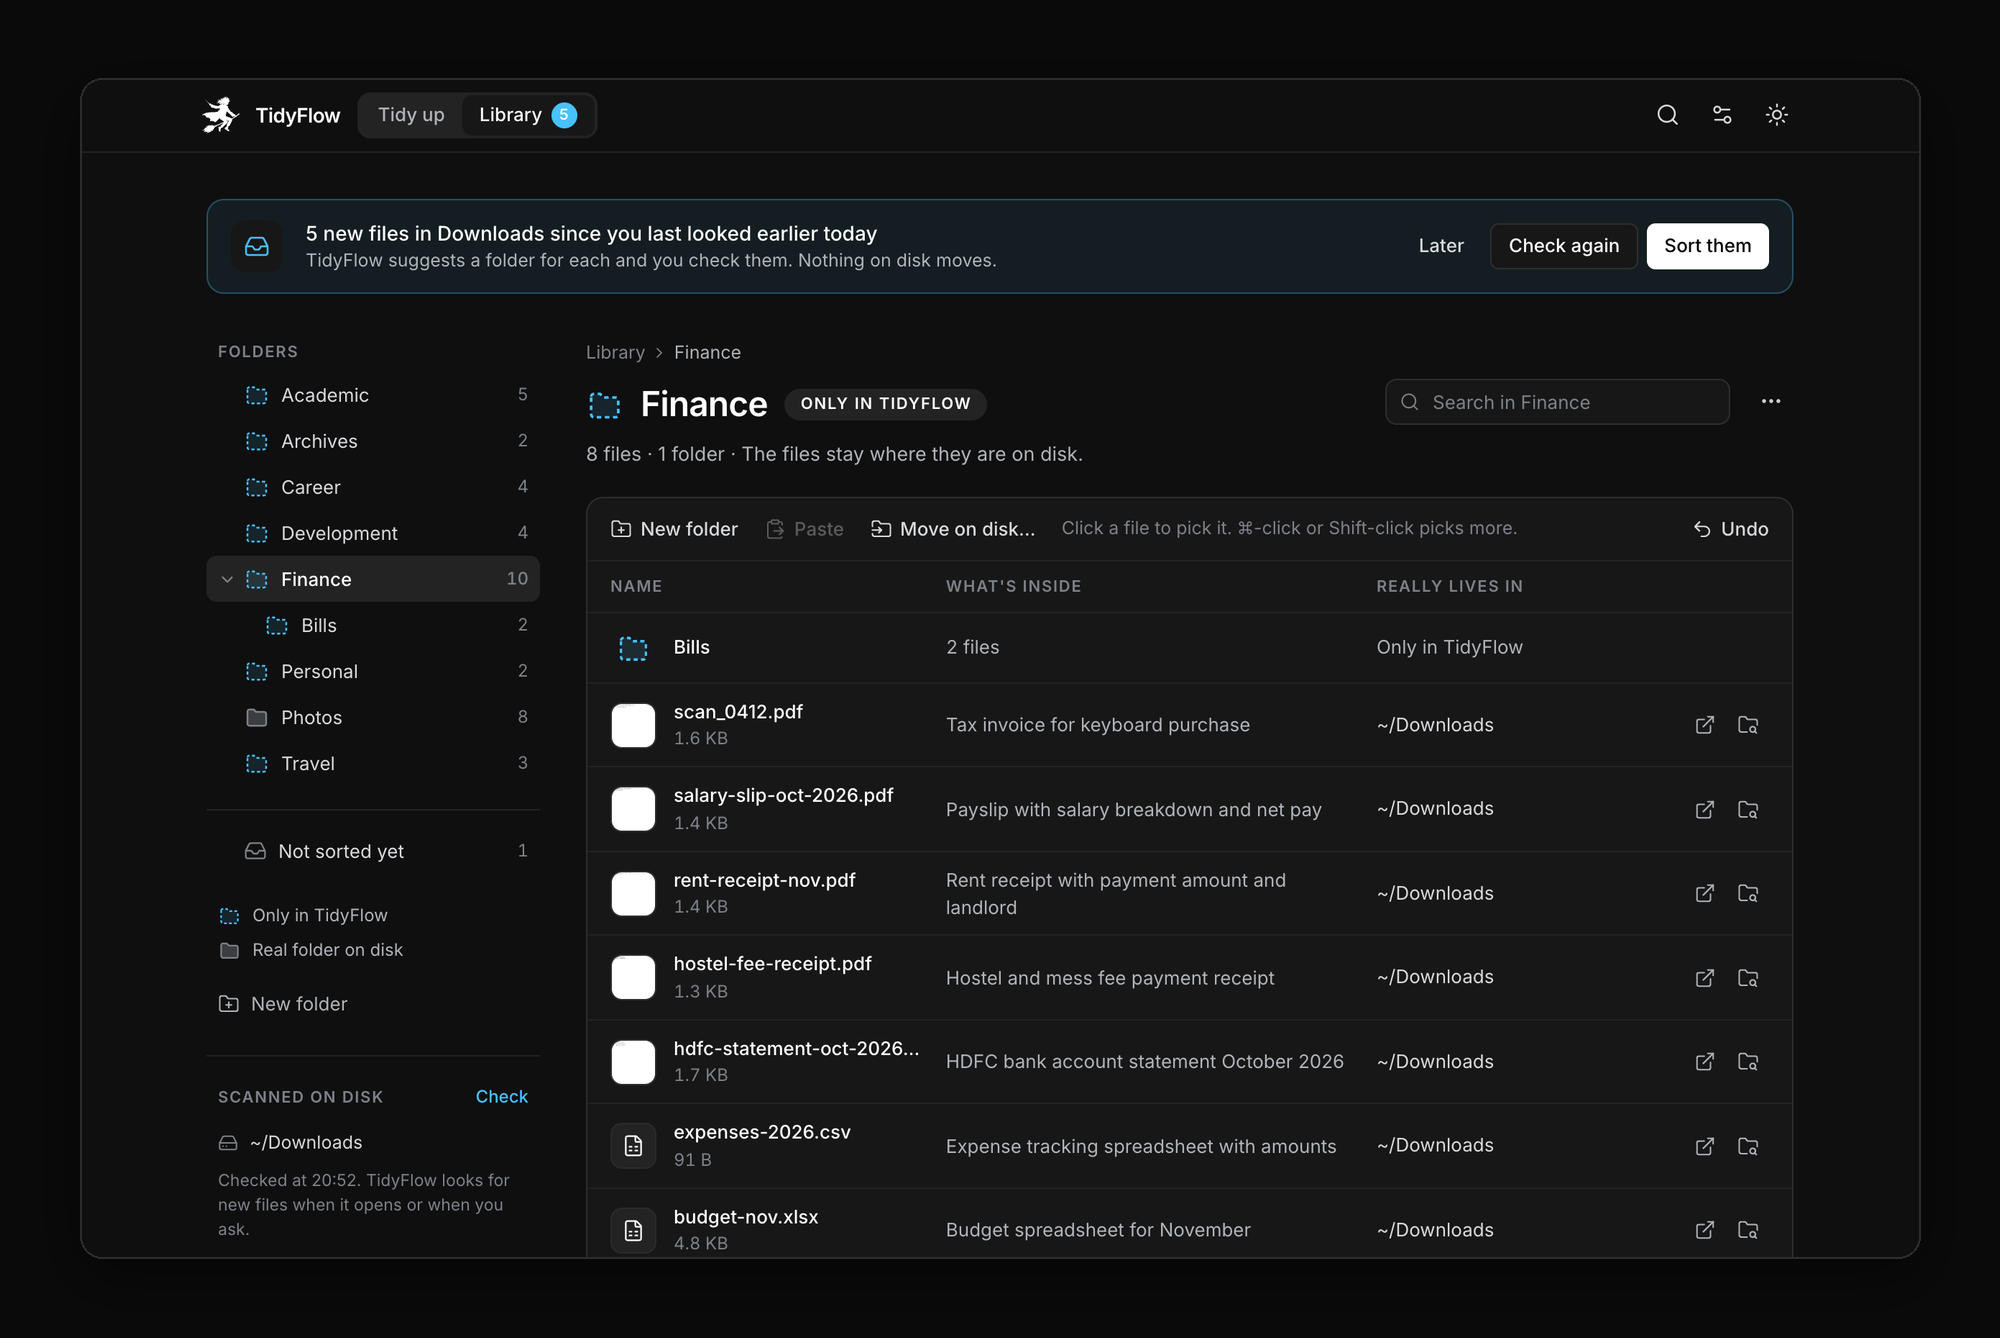 TidyFlow
Tidy up
Library 5
5 new files in Downloads since you last looked earlier today
TidyFlow suggests a folder for each and you check them. Nothing on disk moves.
Later
Check again
Sort them
FOLDERS
Academic 5
Archives 2
Career 4
Development 4
Finance 10
Bills 2
Personal 2
Photos 8
Travel 3
Not sorted yet 1
Only in TidyFlow
Real folder on disk
New folder
SCANNED ON DISK Check
~/Downloads
Checked at 20:52. TidyFlow looks for
new files when it opens or when you
ask.
Library > Finance
Finance ONLY IN TIDYFLOW
Search in Finance
8 files · 1 folder · The files stay where they are on disk.
New folder
Paste
Move on disk...
Click a file to pick it. ⌘-click or Shift-click picks more.
Undo
NAME WHAT'S INSIDE REALLY LIVES IN
Bills 2 files Only in TidyFlow
scan_0412.pdf
1.6 KB
Tax invoice for keyboard purchase
~/Downloads
salary-slip-oct-2026.pdf
1.4 KB
Payslip with salary breakdown and net pay
~/Downloads
rent-receipt-nov.pdf
1.4 KB
Rent receipt with payment amount and
landlord
~/Downloads
hostel-fee-receipt.pdf
1.3 KB
Hostel and mess fee payment receipt
~/Downloads
hdfc-statement-oct-2026...
1.7 KB
HDFC bank account statement October 2026
~/Downloads
expenses-2026.csv
91 B
Expense tracking spreadsheet with amounts
~/Downloads
budget-nov.xlsx
4.8 KB
Budget spreadsheet for November
~/Downloads